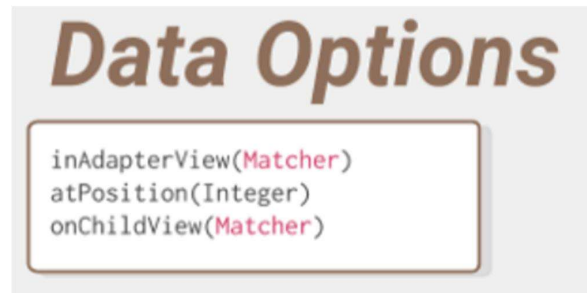 Data Options
inAdapterView(Matcher)
atPosition(Integer)
onChildView(Matcher)